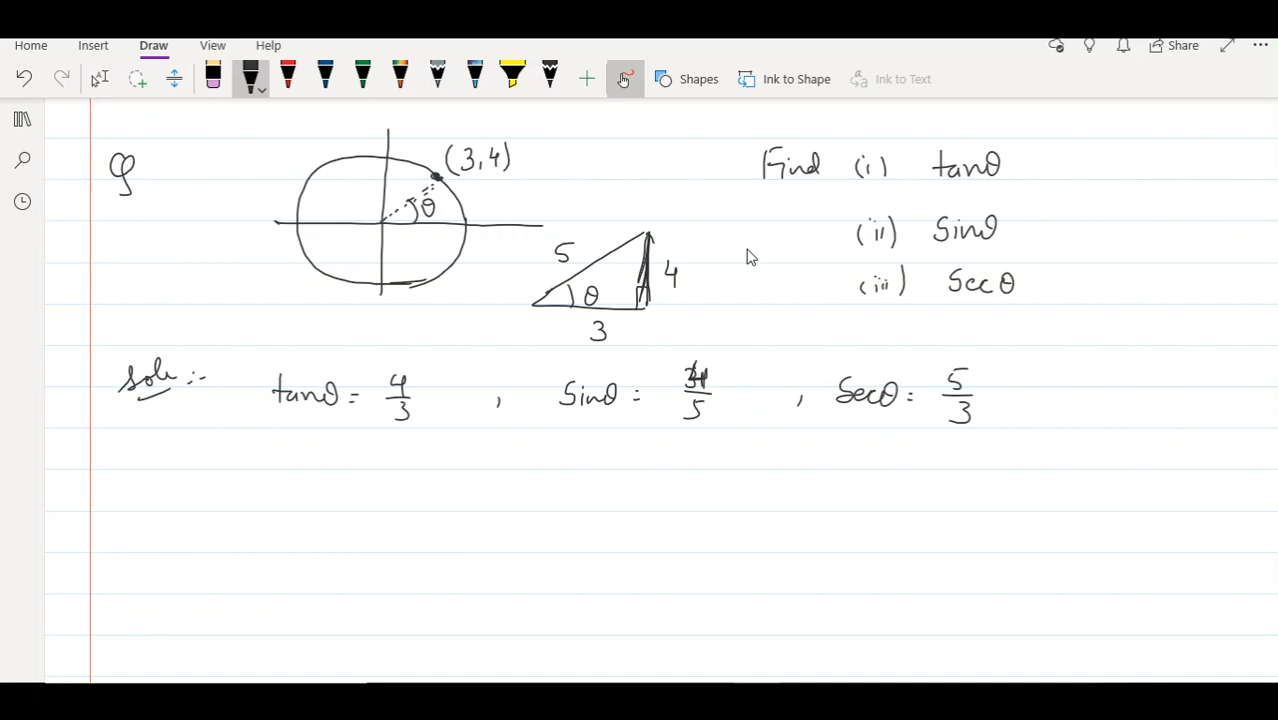 Home Insert Draw View Help
Share
Shapes Ink to Shape Ink to Text
Q
(3,4)
θ
Find (i) tanθ
(ii) Sinθ
(iii) Secθ
5
4
θ
3
Soln :-
tanθ = 4/3 , Sinθ = 4/5 , Secθ = 5/3